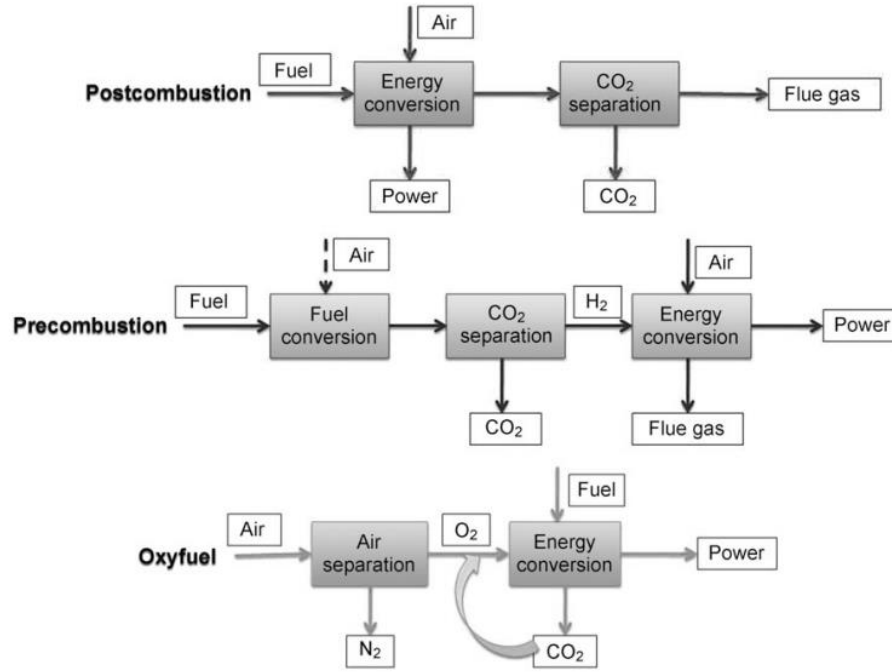 Air
Fuel
Postcombustion
Energy
conversion
CO₂
separation
Flue gas
Power
CO₂
Air
Fuel
Precombustion
Fuel
conversion
CO₂
separation
H₂
Air
Energy
conversion
Power
CO₂
Flue gas
Fuel
Air
Oxyfuel
Air
separation
O₂
Energy
conversion
Power
N₂
CO₂